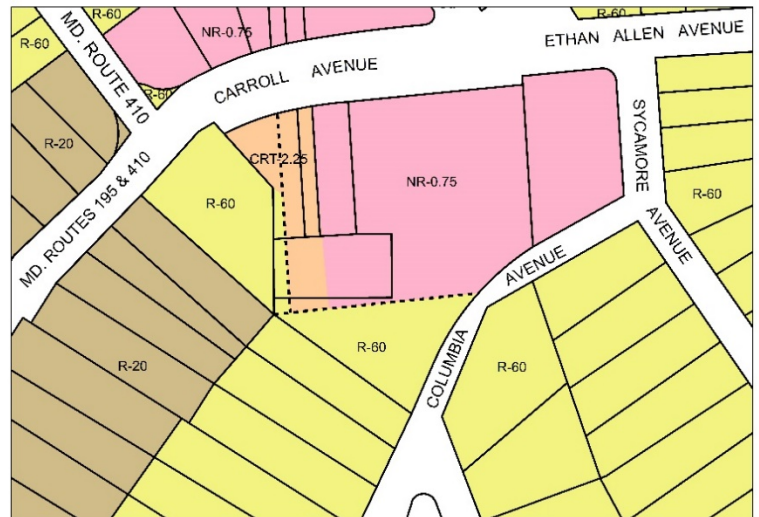 MD. ROUTE 410
R-60
R-60
NR-0.75
R-60
ETHAN ALLEN AVENUE
CARROLL AVENUE
R-60
R-20
MD. ROUTES 195 & 410
CRT-2.25
NR-0.75
SYCAMORE AVENUE
R-60
R-60
AVENUE
COLUMBIA
R-60
R-60
R-20